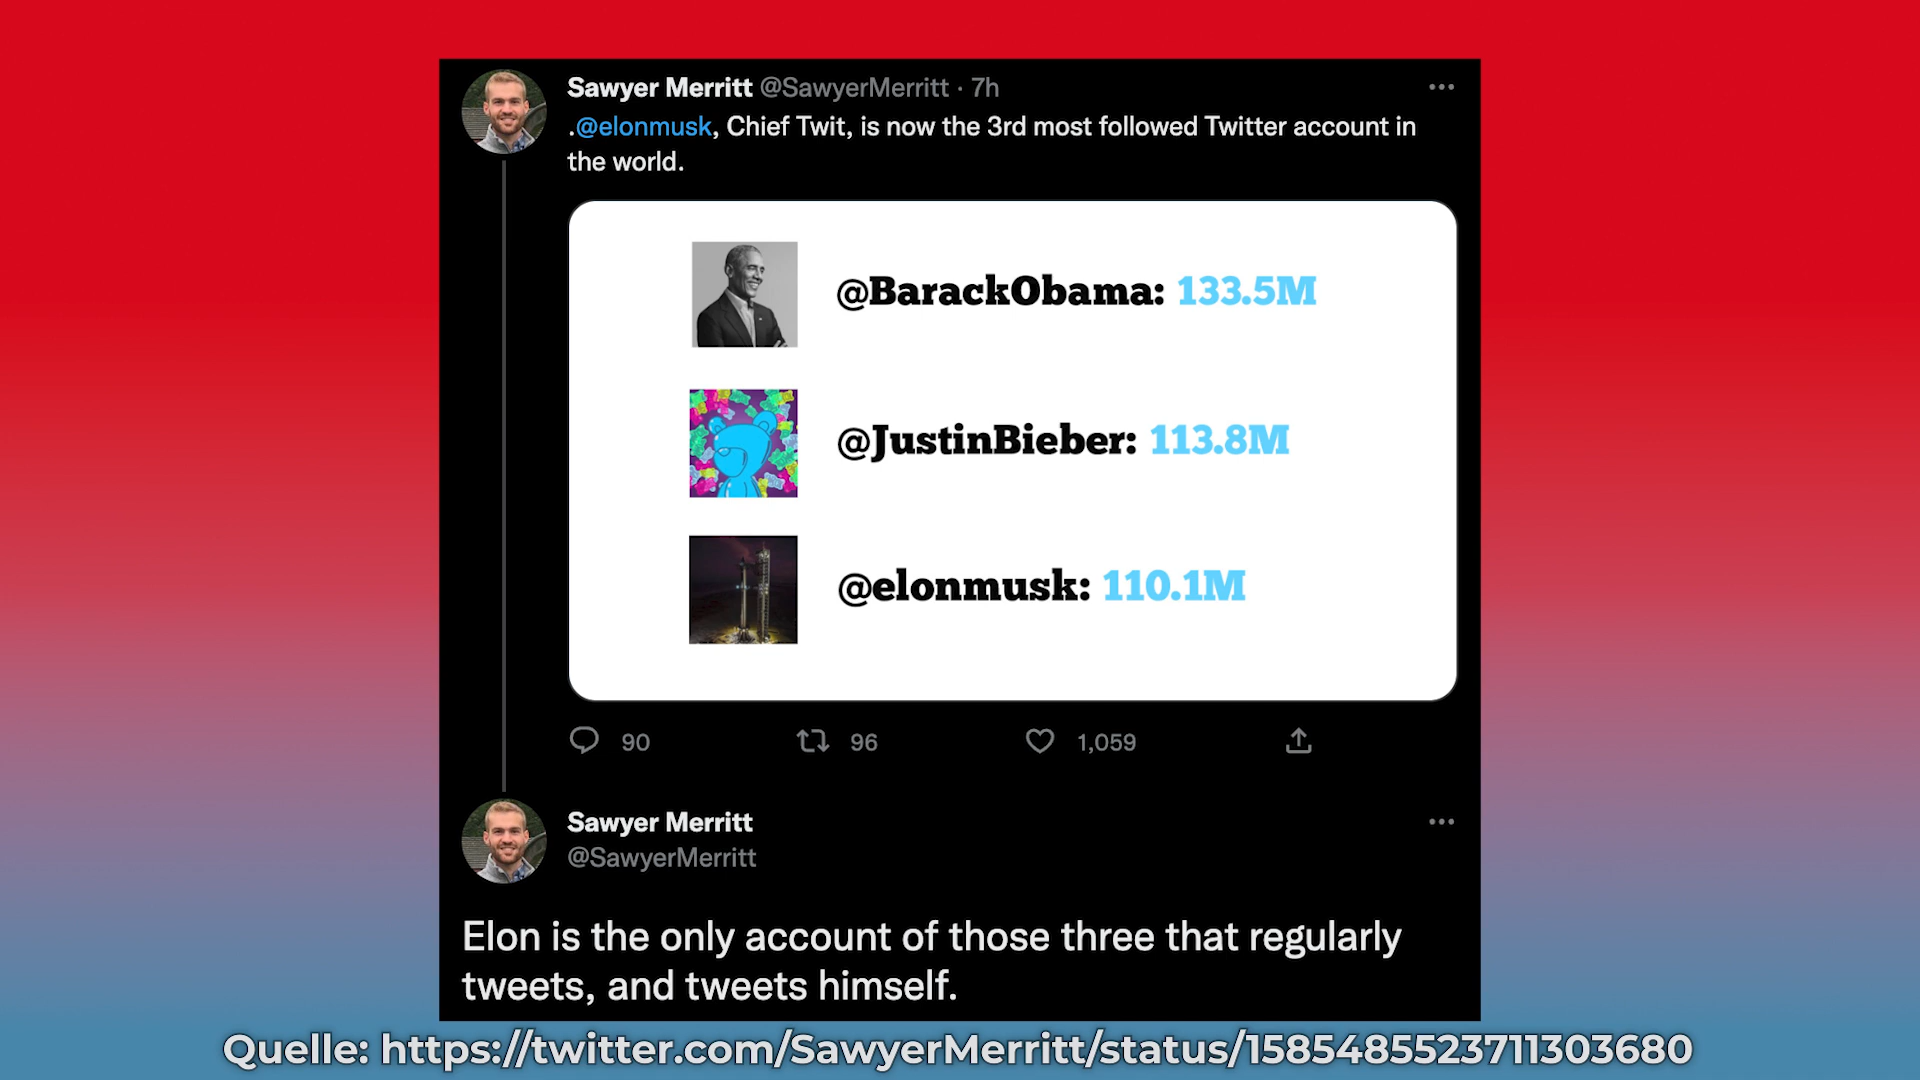 Sawyer Merritt @SawyerMerritt · 7h
.@elonmusk, Chief Twit, is now the 3rd most followed Twitter account in
the world.
@BarackObama: 133.5M
@JustinBieber: 113.8M
@elonmusk: 110.1M
90 96 1,059
Sawyer Merritt
@SawyerMerritt
Elon is the only account of those three that regularly
tweets, and tweets himself.
Quelle: https://twitter.com/SawyerMerritt/status/1585485523711303680